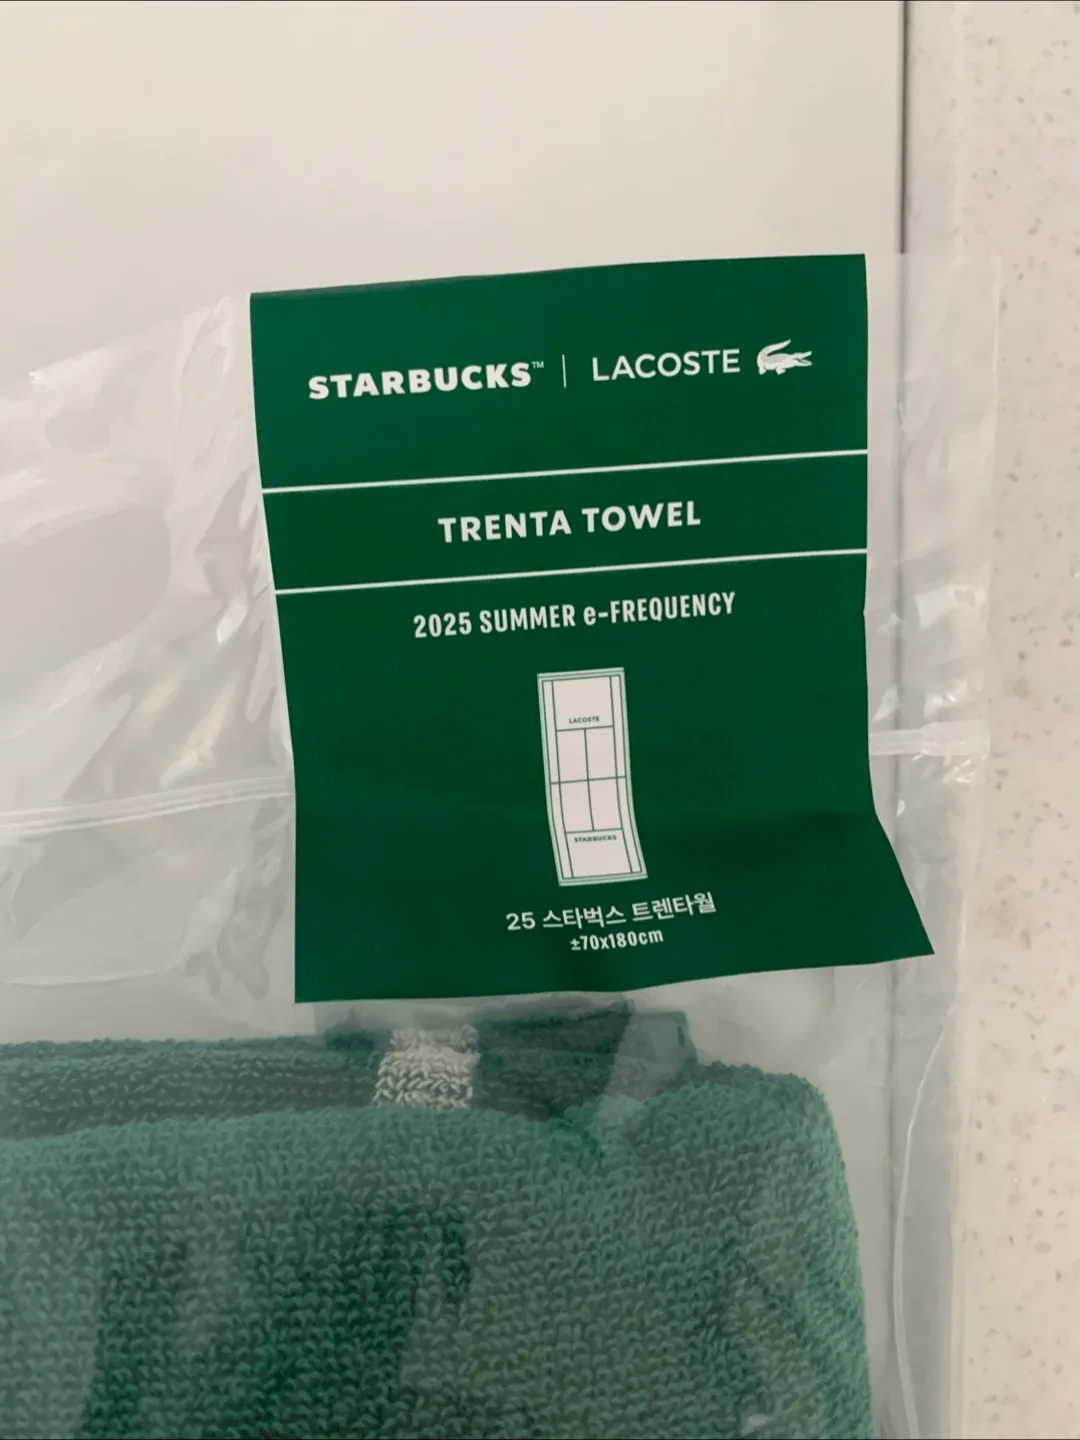 STARBUCKS™ | LACOSTE
TRENTA TOWEL
2025 SUMMER e-FREQUENCY
LACOSTE
STARBUCKS
25 스타벅스 트렌타월
±70x180cm